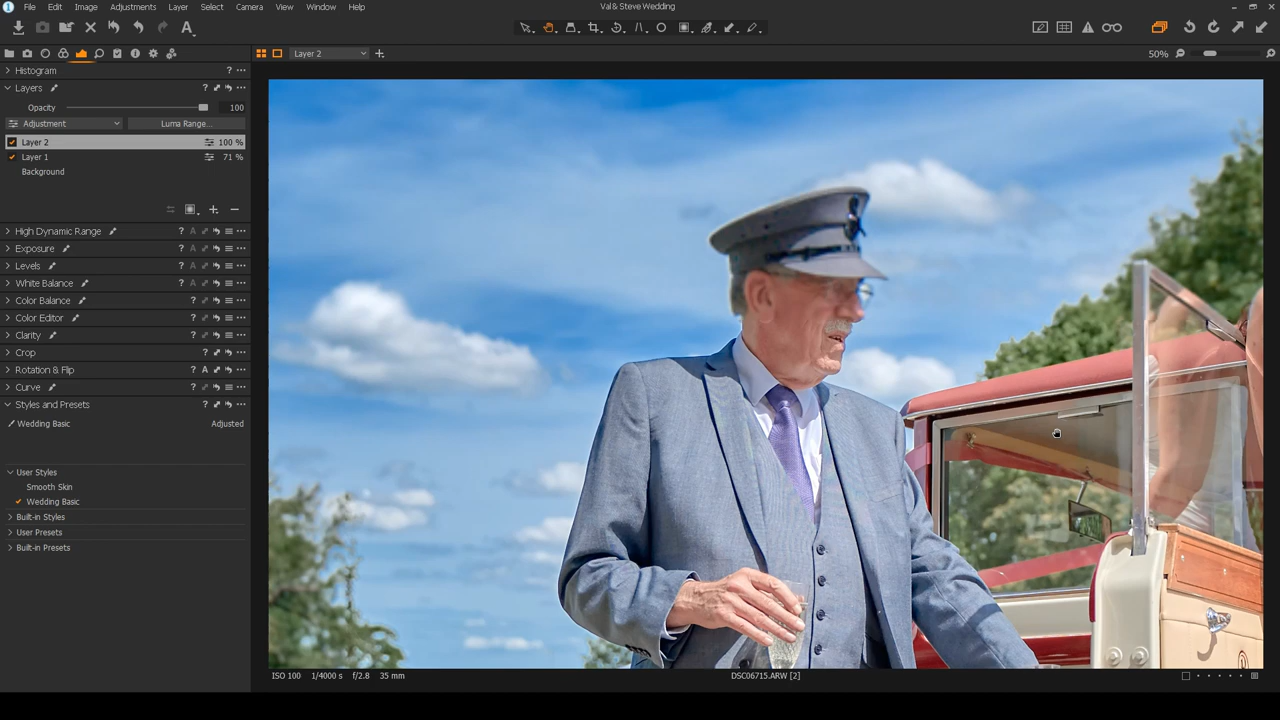 File Edit Image Adjustments Layer Select Camera View Window Help
Val & Steve Wedding
Layer 2
50%
Histogram
Layers
Opacity 100
Adjustment Luma Range...
Layer 2 100 %
Layer 1 71 %
Background
High Dynamic Range
Exposure
Levels
White Balance
Color Balance
Color Editor
Clarity
Crop
Rotation & Flip
Curve
Styles and Presets
Wedding Basic Adjusted
User Styles
Smooth Skin
Wedding Basic
Built-in Styles
User Presets
Built-in Presets
ISO 100 1/4000 s f/2.8 35 mm
DSC06715.ARW [2]